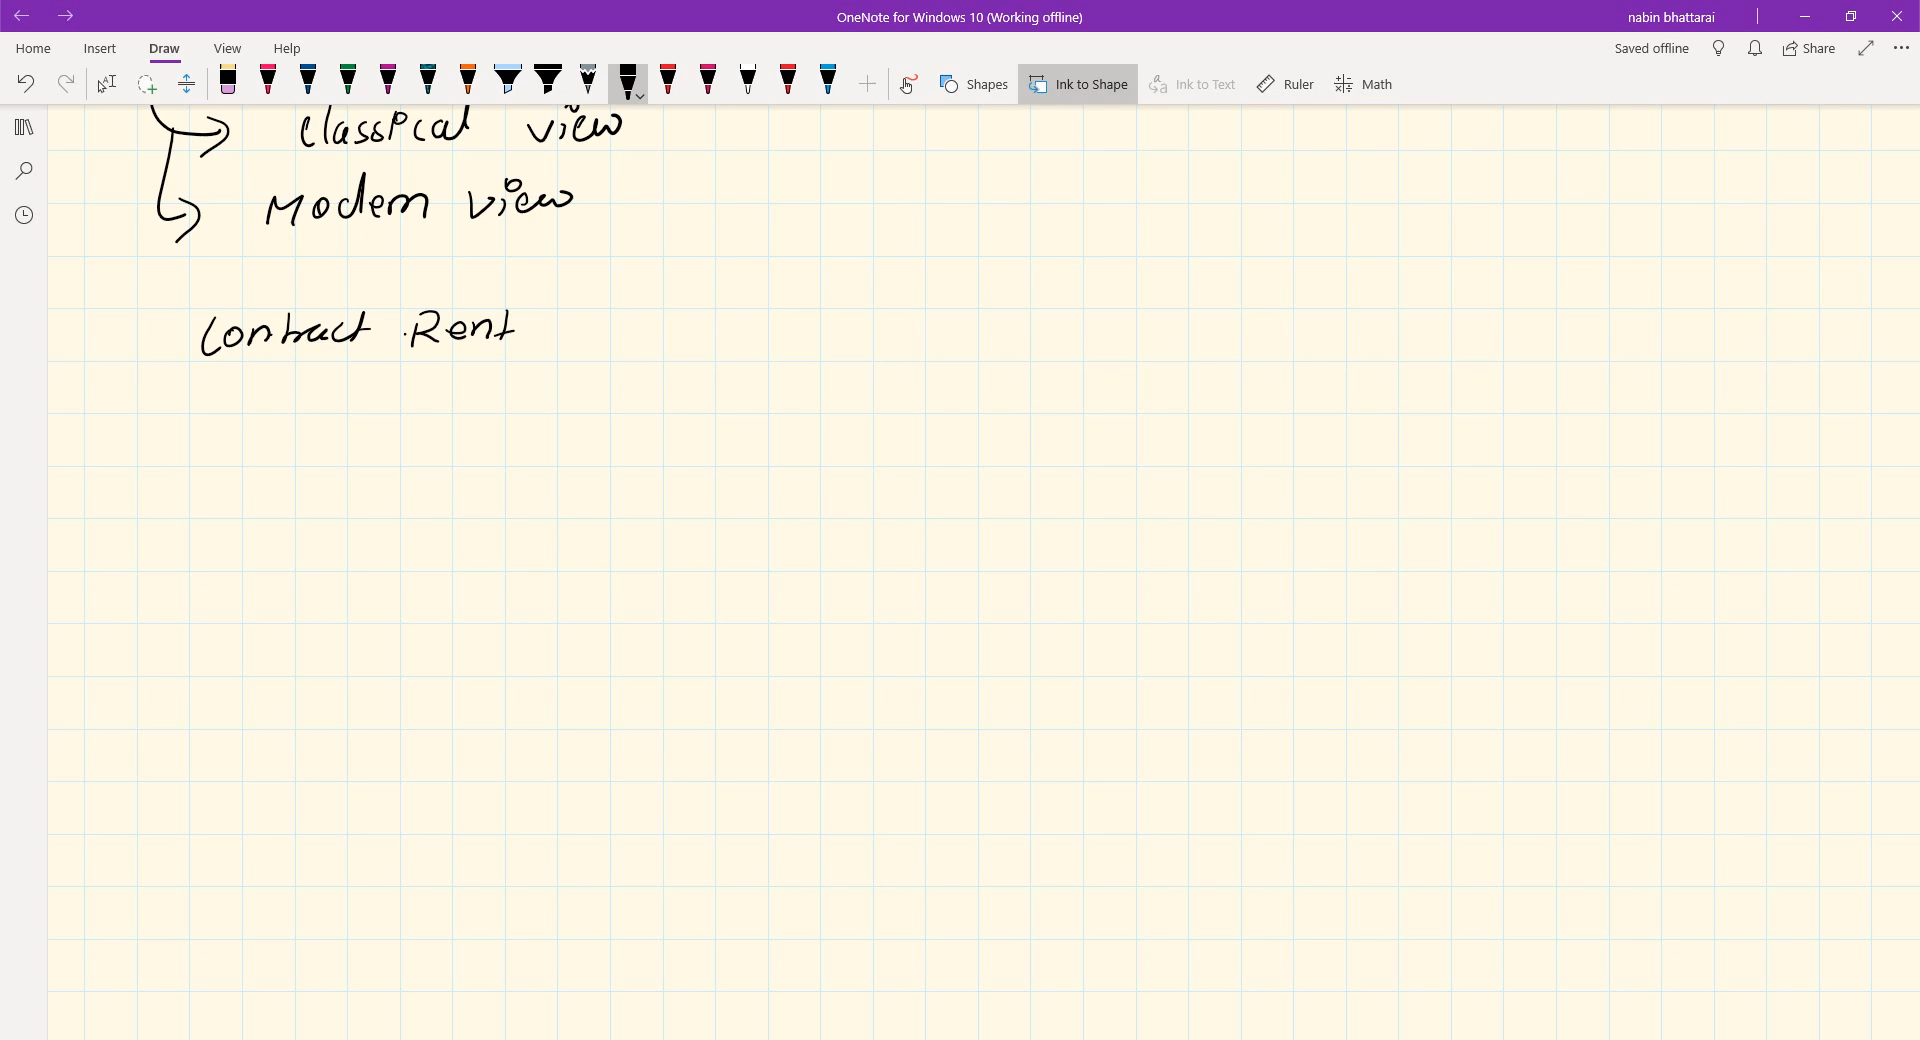 OneNote for Windows 10 (Working offline)
nabin bhattarai
Home Insert Draw View Help
Saved offline Share
Shapes Ink to Shape Ink to Text Ruler Math
classical view
Modern view
Contract Rent